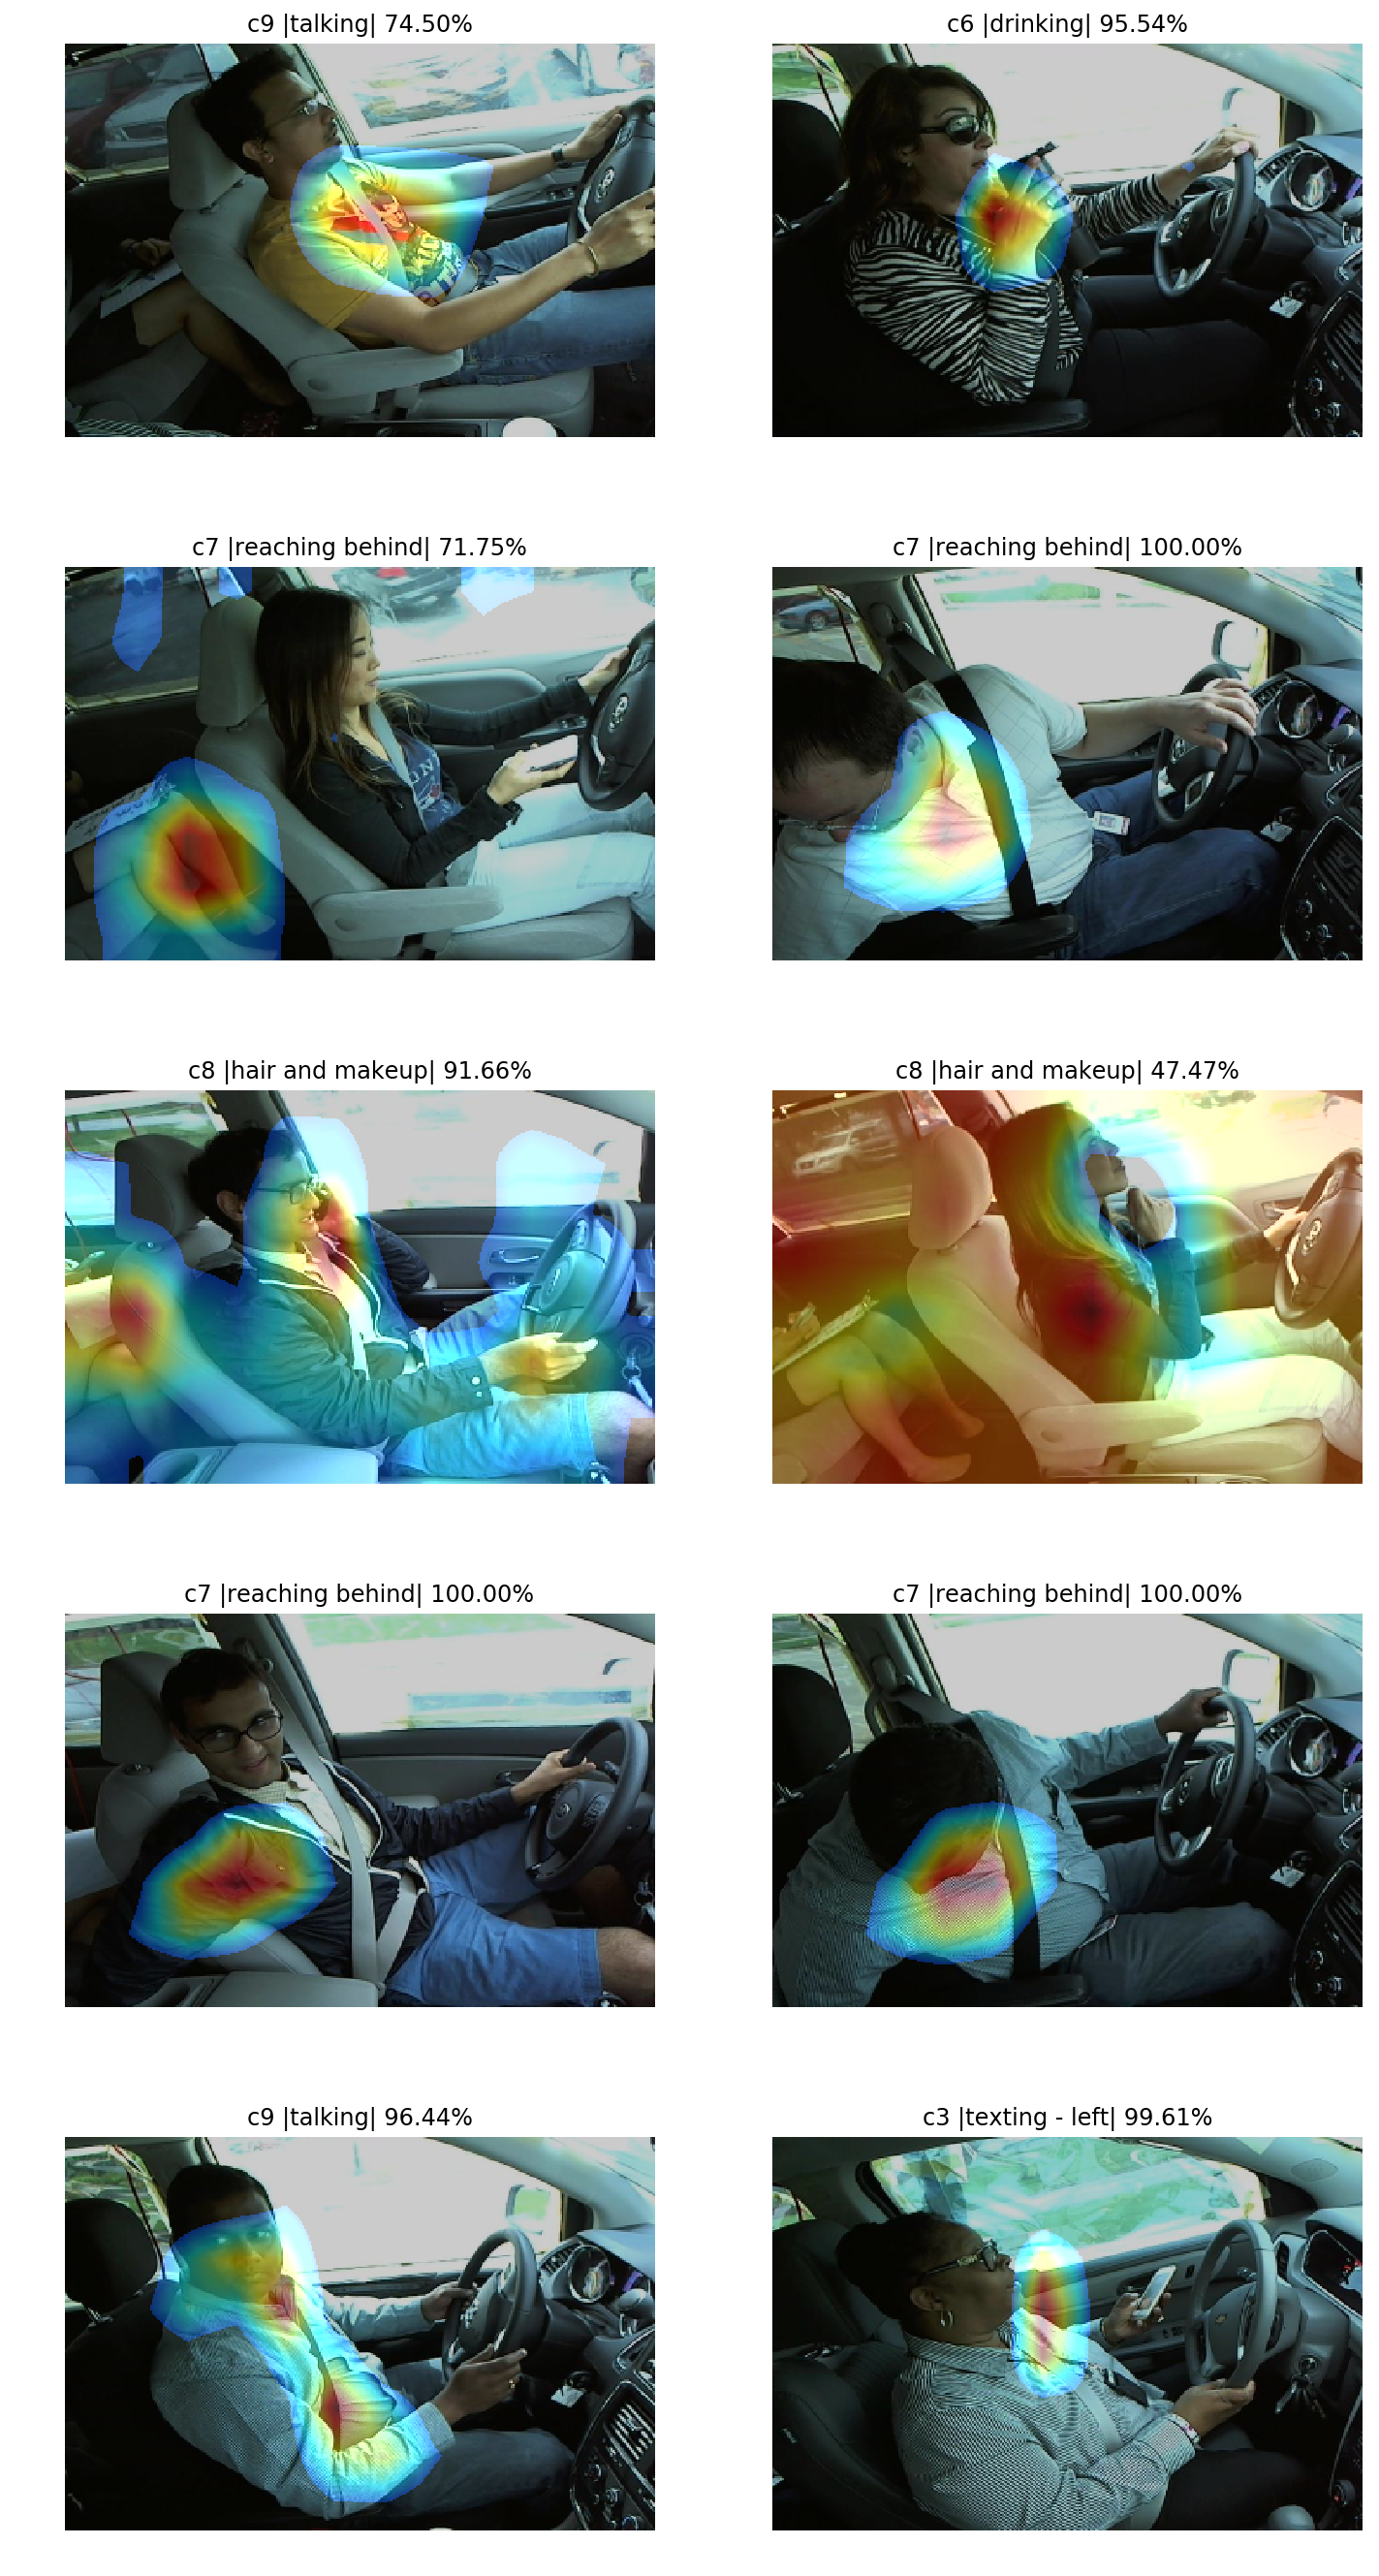 c9 |talking| 74.50%
c6 |drinking| 95.54%
c7 |reaching behind| 71.75%
c7 |reaching behind| 100.00%
c8 |hair and makeup| 91.66%
c8 |hair and makeup| 47.47%
c7 |reaching behind| 100.00%
c7 |reaching behind| 100.00%
c9 |talking| 96.44%
c3 |texting - left| 99.61%